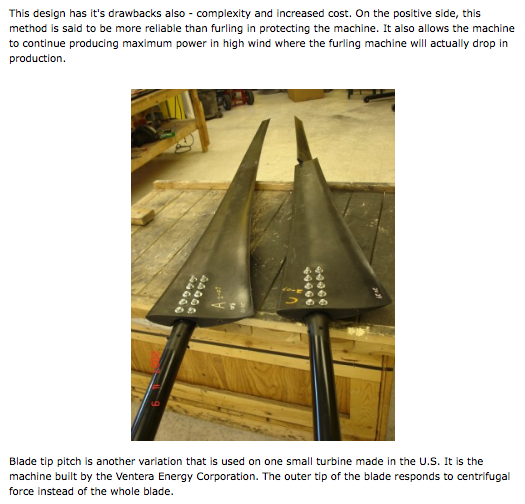 This design has it's drawbacks also - complexity and increased cost. On the positive side, this
method is said to be more reliable than furling in protecting the machine. It also allows the machine
to continue producing maximum power in high wind where the furling machine will actually drop in
production.
A
Blade tip pitch is another variation that is used on one small turbine made in the U.S. It is the
machine built by the Ventera Energy Corporation. The outer tip of the blade responds to centrifugal
force instead of the whole blade.